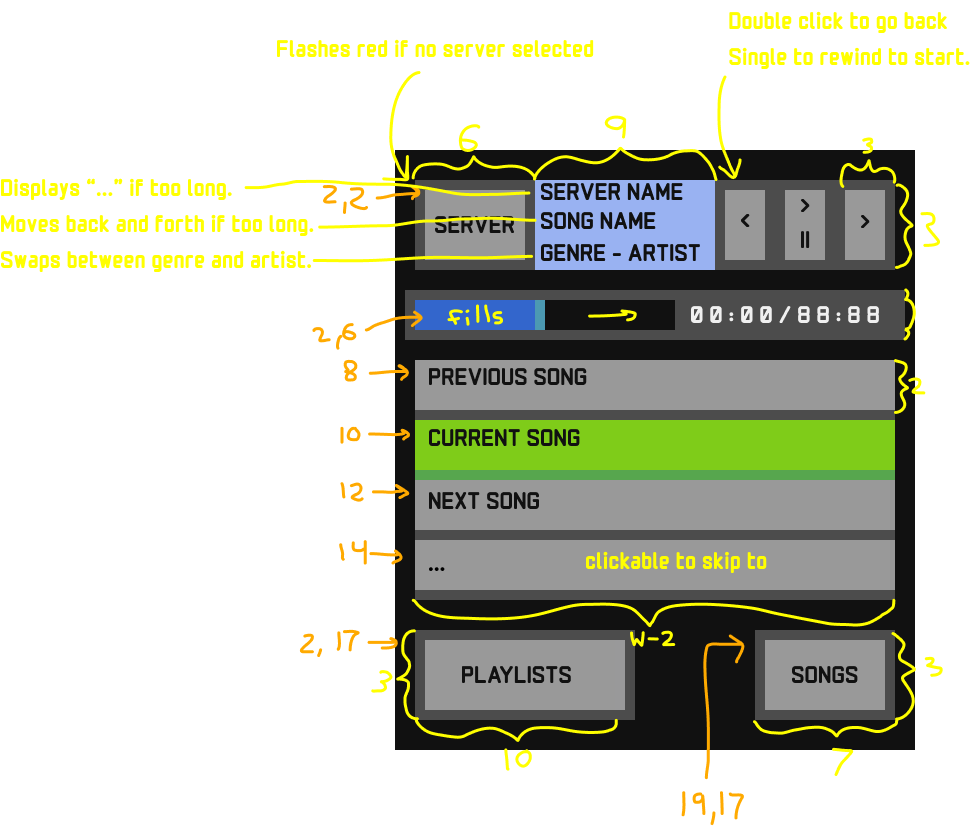 Double click to go back
Single to rewind to start.
Flashes red if no server selected
6
9
3
Displays "..." if too long.
Moves back and forth if too long.
Swaps between genre and artist.
2,2
SERVER
SERVER NAME
SONG NAME
GENRE - ARTIST
<
>
||
>
3
2,6
fills
00:00/88:88
8
PREVIOUS SONG
2
10
CURRENT SONG
12
NEXT SONG
14
...
clickable to skip to
W-2
2,17
3
PLAYLISTS
SONGS
3
10
7
19,17